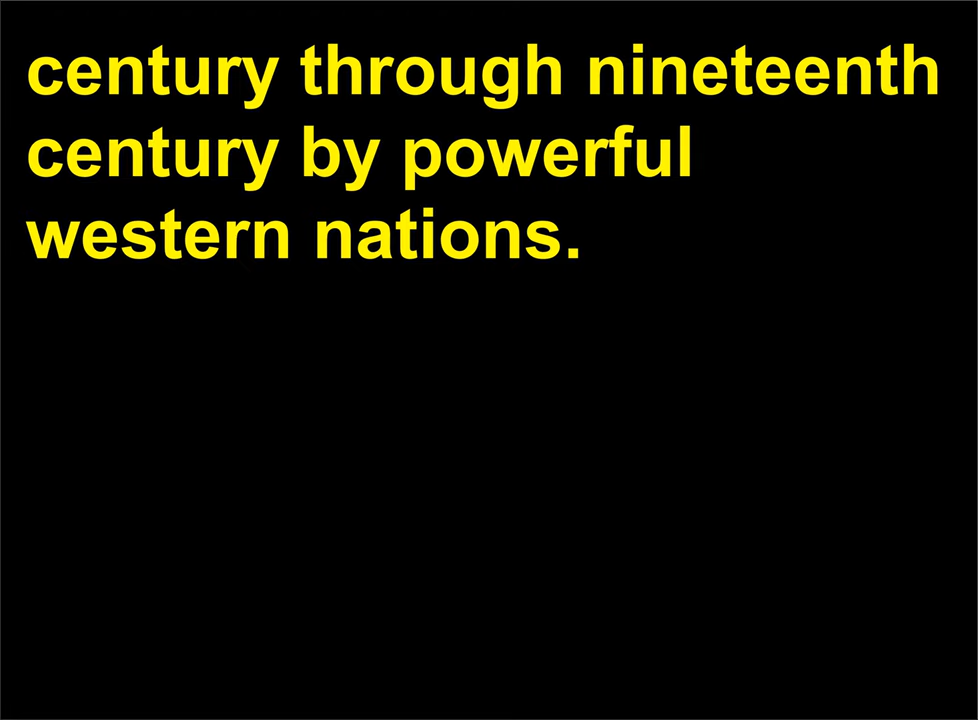 century through nineteenth
century by powerful
western nations.